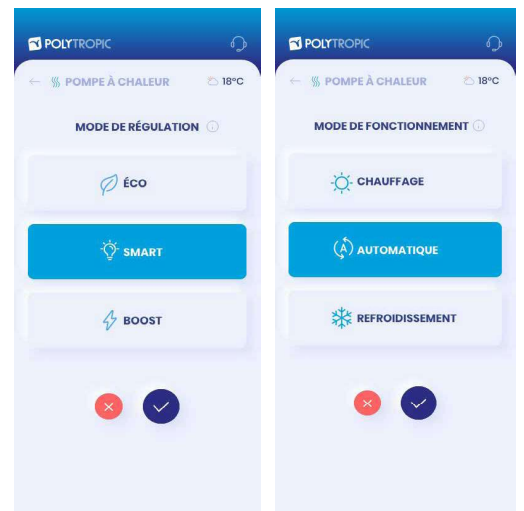 POLYTROPIC
POMPE À CHALEUR 18°C
MODE DE RÉGULATION
ÉCO
SMART
BOOST
POLYTROPIC
POMPE À CHALEUR 18°C
MODE DE FONCTIONNEMENT
CHAUFFAGE
A AUTOMATIQUE
REFROIDISSEMENT